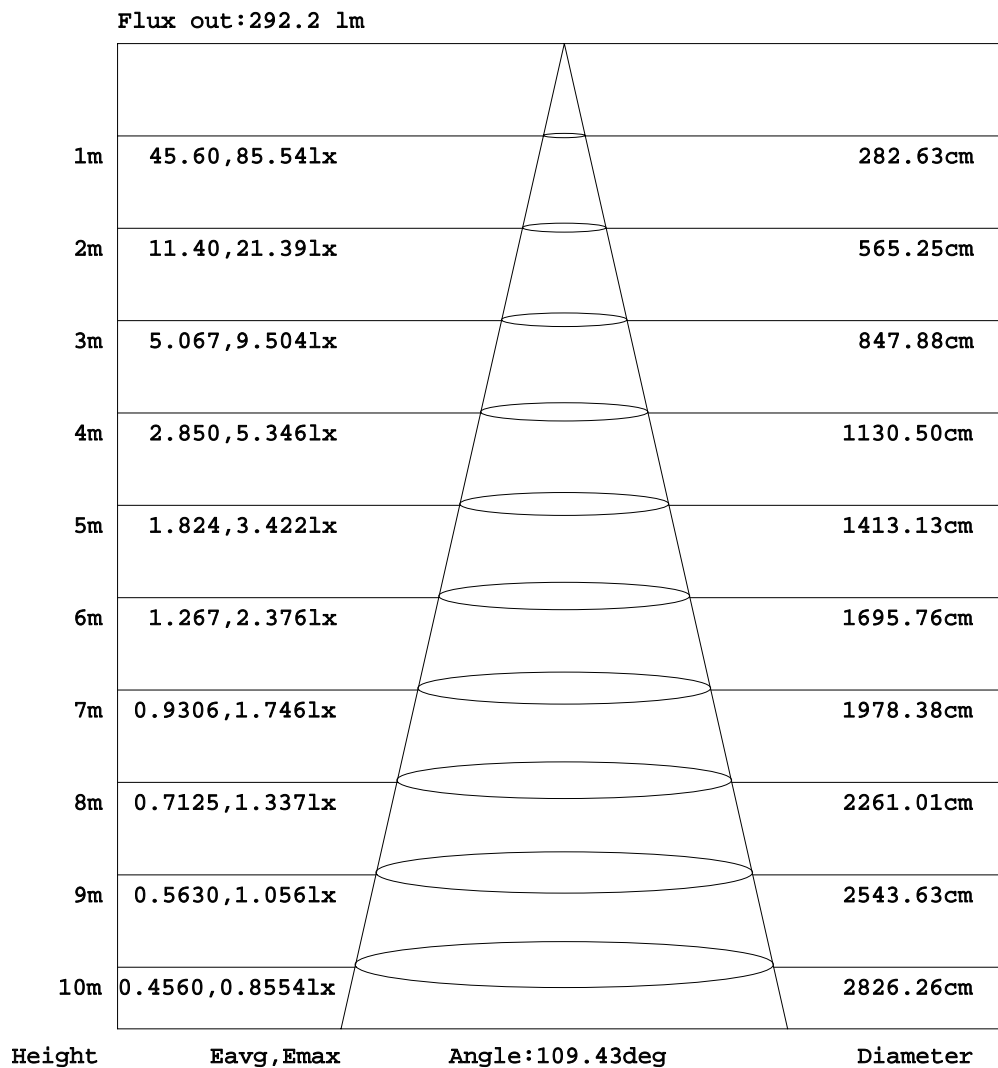 Flux out:292.2 lm
1m 45.60,85.54lx 282.63cm
2m 11.40,21.39lx 565.25cm
3m 5.067,9.504lx 847.88cm
4m 2.850,5.346lx 1130.50cm
5m 1.824,3.422lx 1413.13cm
6m 1.267,2.376lx 1695.76cm
7m 0.9306,1.746lx 1978.38cm
8m 0.7125,1.337lx 2261.01cm
9m 0.5630,1.056lx 2543.63cm
10m 0.4560,0.8554lx 2826.26cm
Height Eavg,Emax Angle:109.43deg Diameter